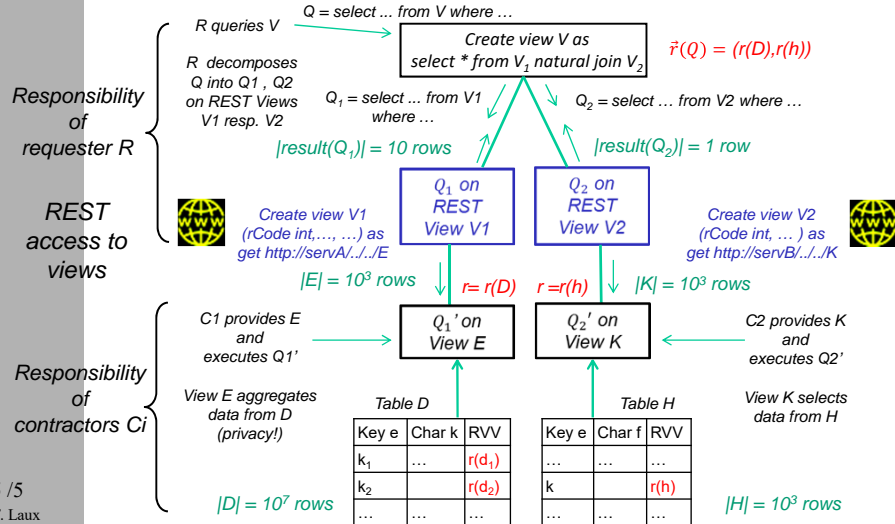 R queries V
Q = select ... from V where …
Create view V as
select * from V₁ natural join V₂
r⃗(Q) = (r(D),r(h))
R decomposes
Q into Q1 , Q2
on REST Views
V1 resp. V2
Q₁ = select ... from V1
where …
Q₂ = select … from V2 where …
Responsibility
of
requester R
|result(Q₁)| = 10 rows
|result(Q₂)| = 1 row
REST
access to
views
WWW
Create view V1
(rCode int,…, …) as
get http://servA/../../E
Q₁ on
REST
View V1
Q₂ on
REST
View V2
Create view V2
(rCode int, … ) as
get http://servB/../../K
WWW
|E| = 10³ rows
r= r(D)
r =r(h)
|K| = 10³ rows
C1 provides E
and
executes Q1'
Q₁' on
View E
Q₂' on
View K
C2 provides K
and
executes Q2'
Responsibility
of
contractors Ci
View E aggregates
data from D
(privacy!)
View K selects
data from H
Table D
Key e Char k RVV
k₁ … r(d₁)
k₂ r(d₂)
… … …
Table H
Key e Char f RVV
… … …
k r(h)
… … …
|D| = 10⁷ rows
|H| = 10³ rows
/5
. Laux